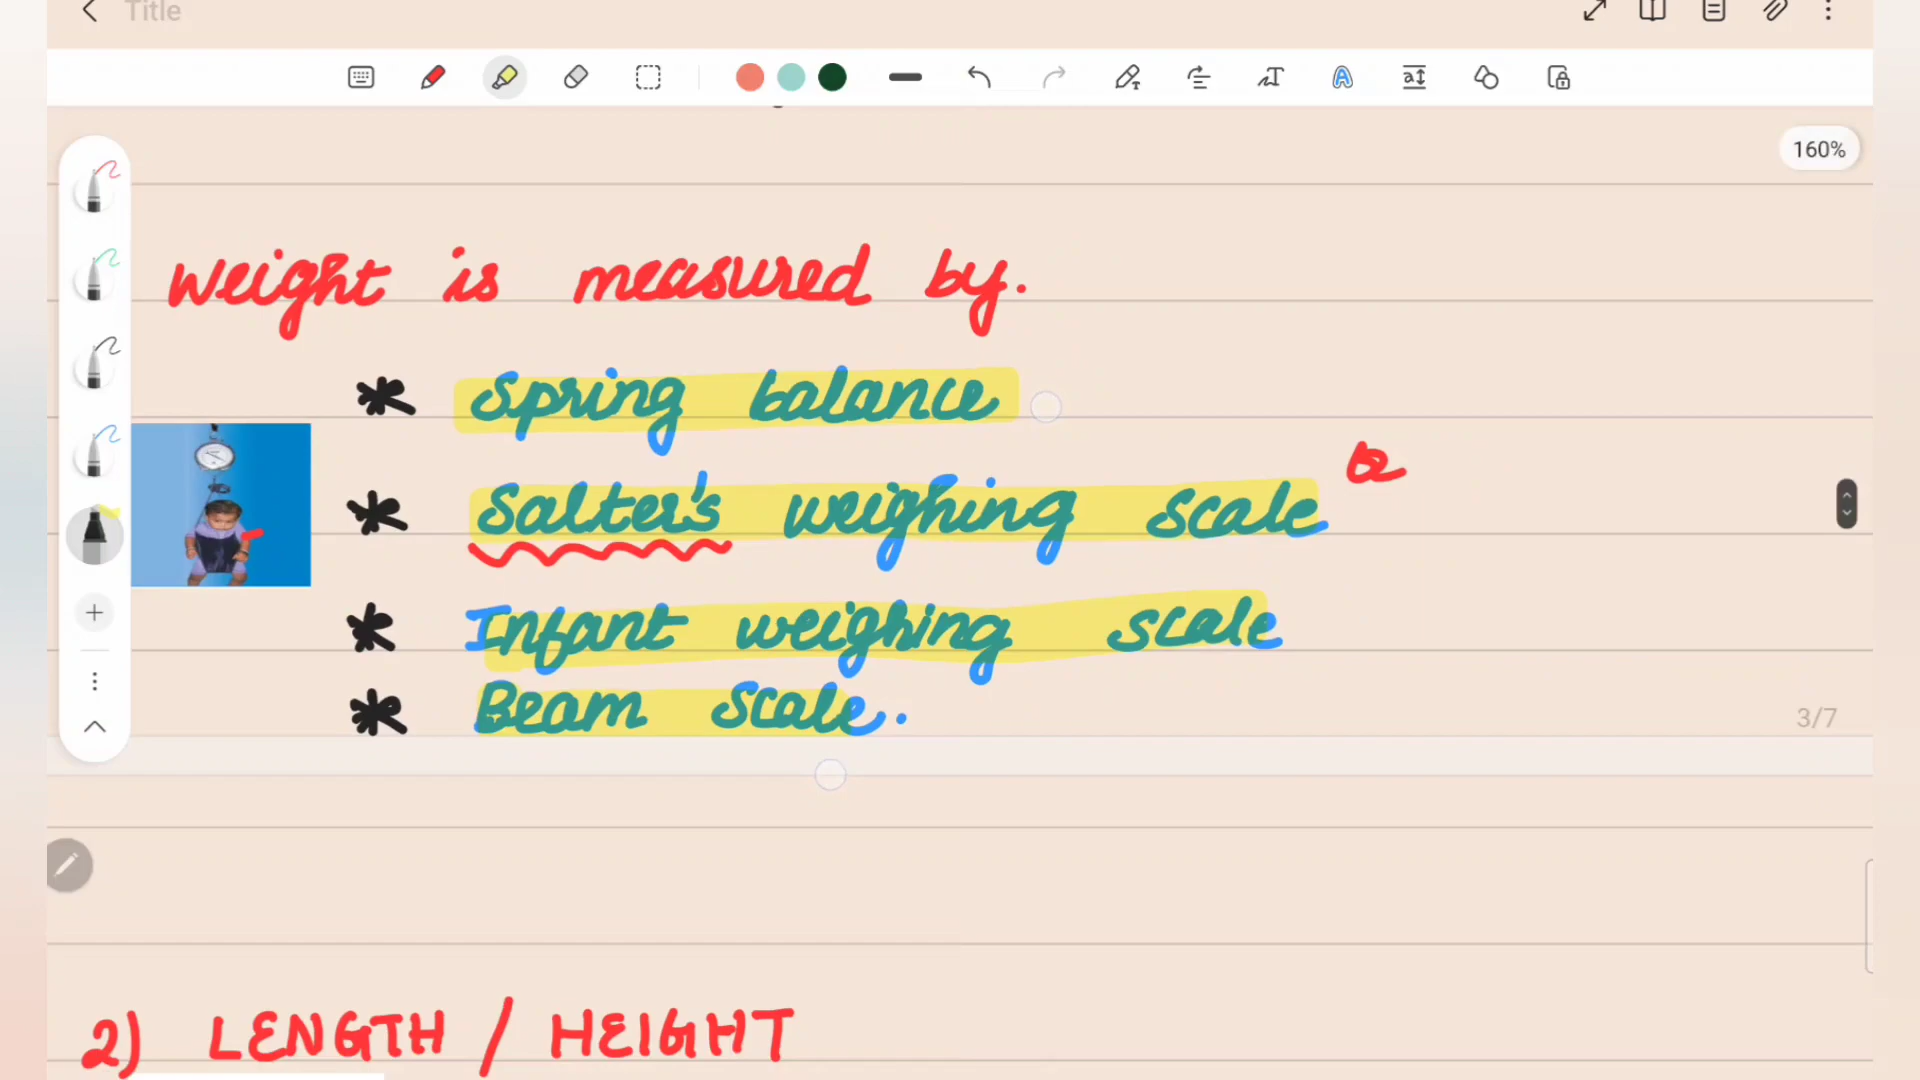 Title
160%
Weight is measured by.
* Spring balance
* Salter's weighing scale
* Infant weighing scale
* Beam scale.
3/7
2) LENGTH / HEIGHT